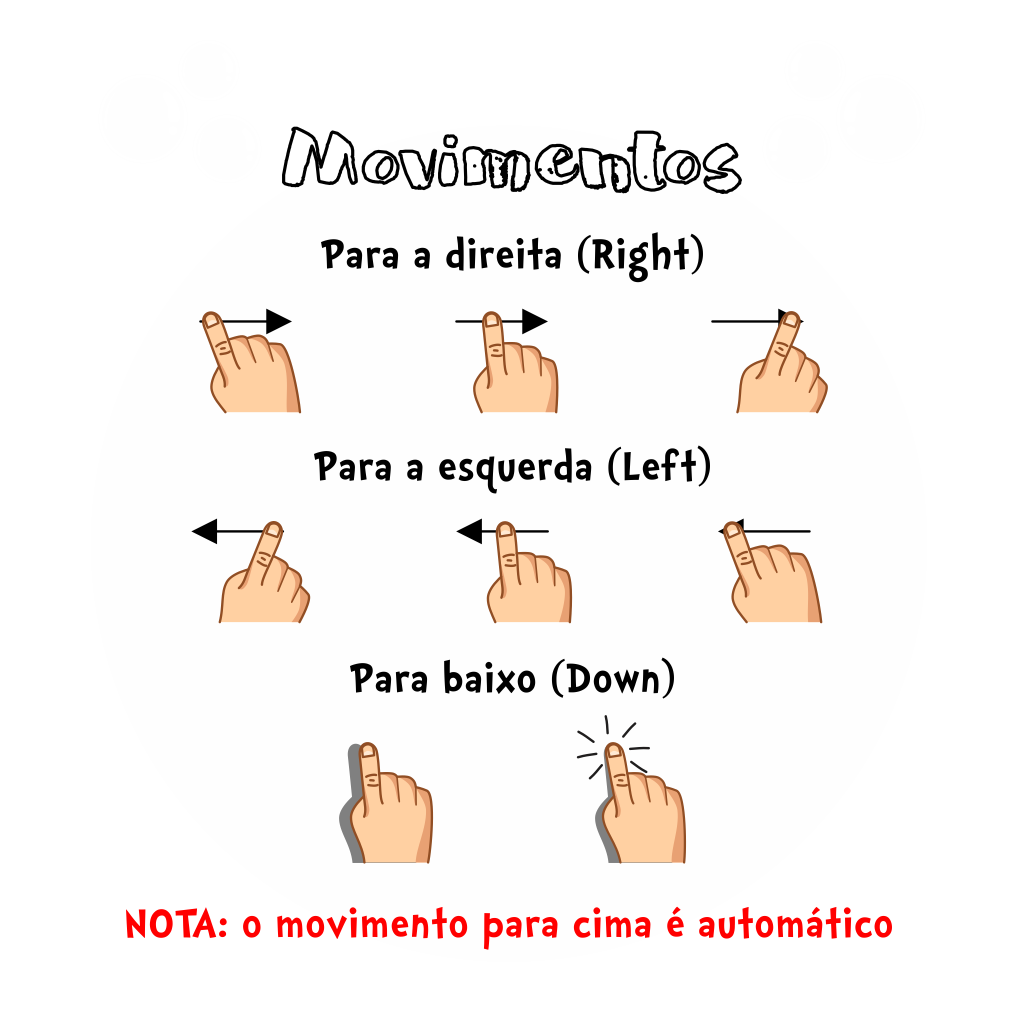 Movimentos
Para a direita (Right)
Para a esquerda (Left)
Para baixo (Down)
NOTA: o movimento para cima é automático